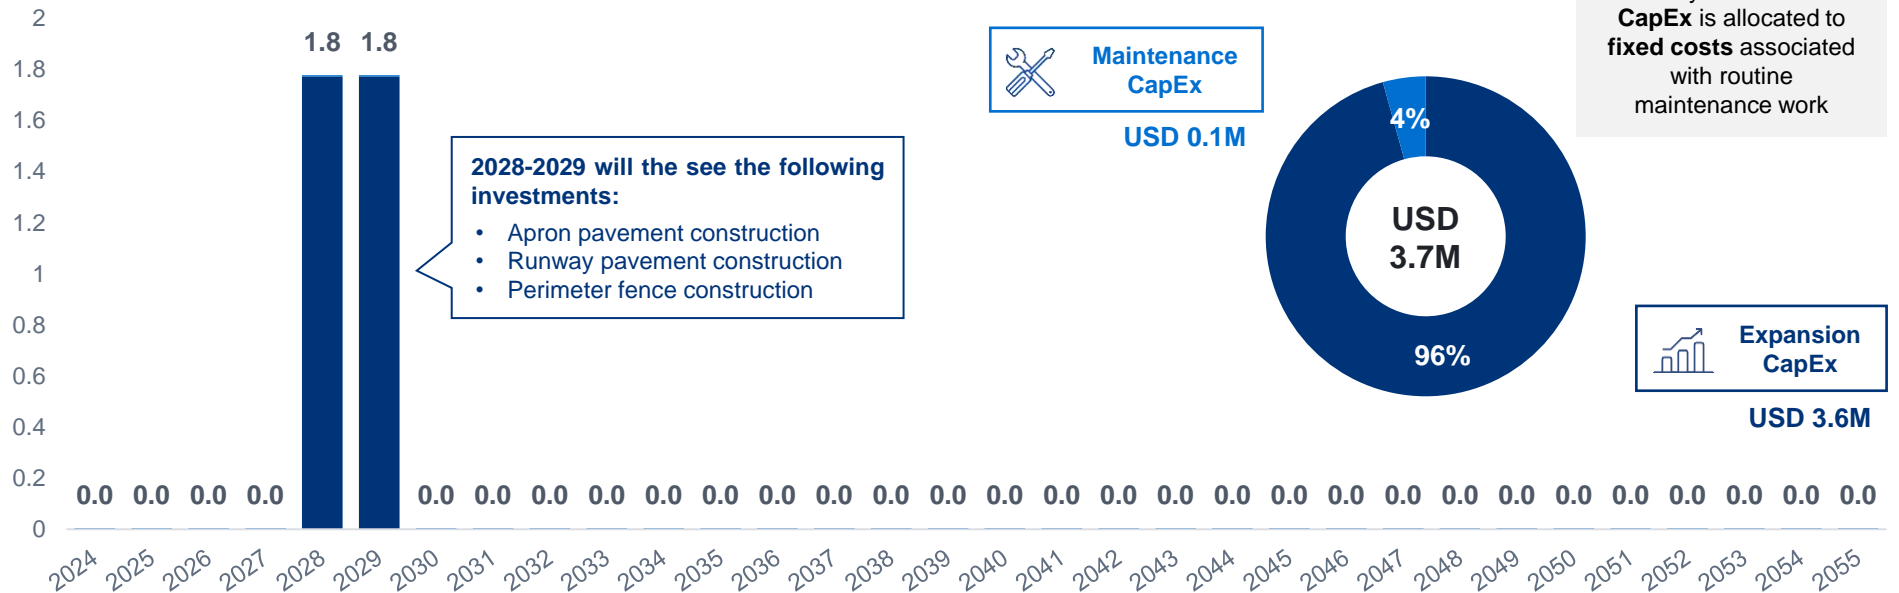 CapEx is allocated to
fixed costs associated
with routine
maintenance work
2
1.8
1.6
1.4
1.2
1
0.8
0.6
0.4
0.2
0
1.8 1.8
2028-2029 will the see the following
investments:
• Apron pavement construction
• Runway pavement construction
• Perimeter fence construction
Maintenance
CapEx
USD 0.1M
4%
USD
3.7M
96%
Expansion
CapEx
USD 3.6M
0.0 0.0 0.0 0.0 0.0 0.0 0.0 0.0 0.0 0.0 0.0 0.0 0.0 0.0 0.0 0.0 0.0 0.0 0.0 0.0 0.0 0.0 0.0 0.0 0.0 0.0 0.0 0.0 0.0 0.0
2024 2025 2026 2027 2028 2029 2030 2031 2032 2033 2034 2035 2036 2037 2038 2039 2040 2041 2042 2043 2044 2045 2046 2047 2048 2049 2050 2051 2052 2053 2054 2055